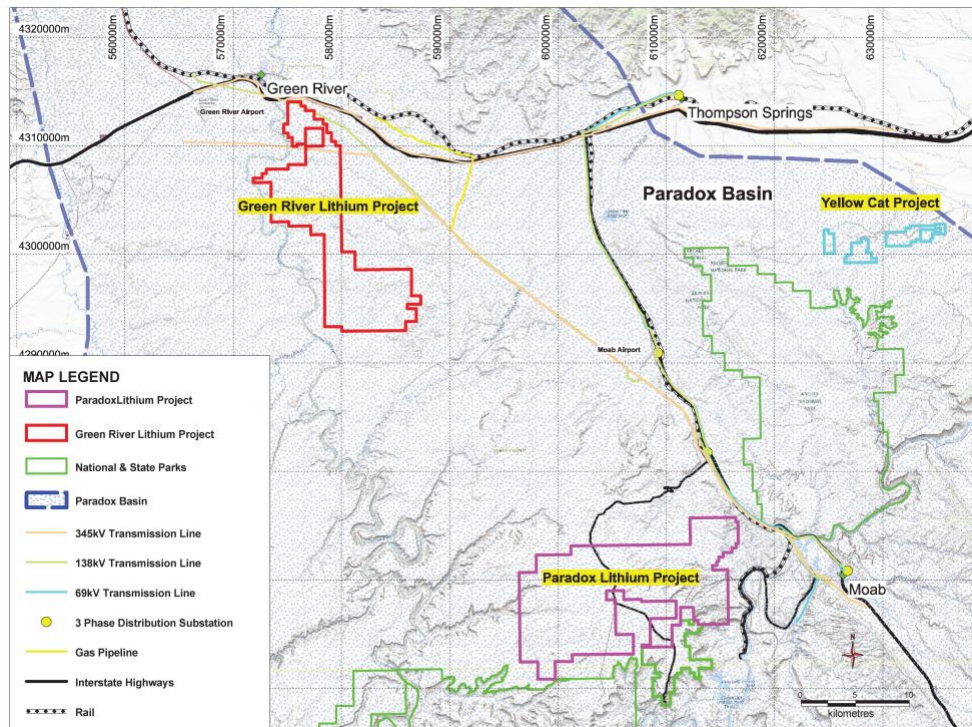 4320000m
560000m
570000m
580000m
590000m
600000m
610000m
620000m
630000m
Green River
Green River Airport
Thompson Springs
4310000m
Green River Lithium Project
Paradox Basin
Yellow Cat Project
4300000m
4290000m
Moab Airport
MAP LEGEND
ParadoxLithium Project
Green River Lithium Project
National & State Parks
Paradox Basin
345kV Transmission Line
138kV Transmission Line
69kV Transmission Line
3 Phase Distribution Substation
Gas Pipeline
Interstate Highways
Rail
Paradox Lithium Project
Moab
N
0 5 10
kilometres